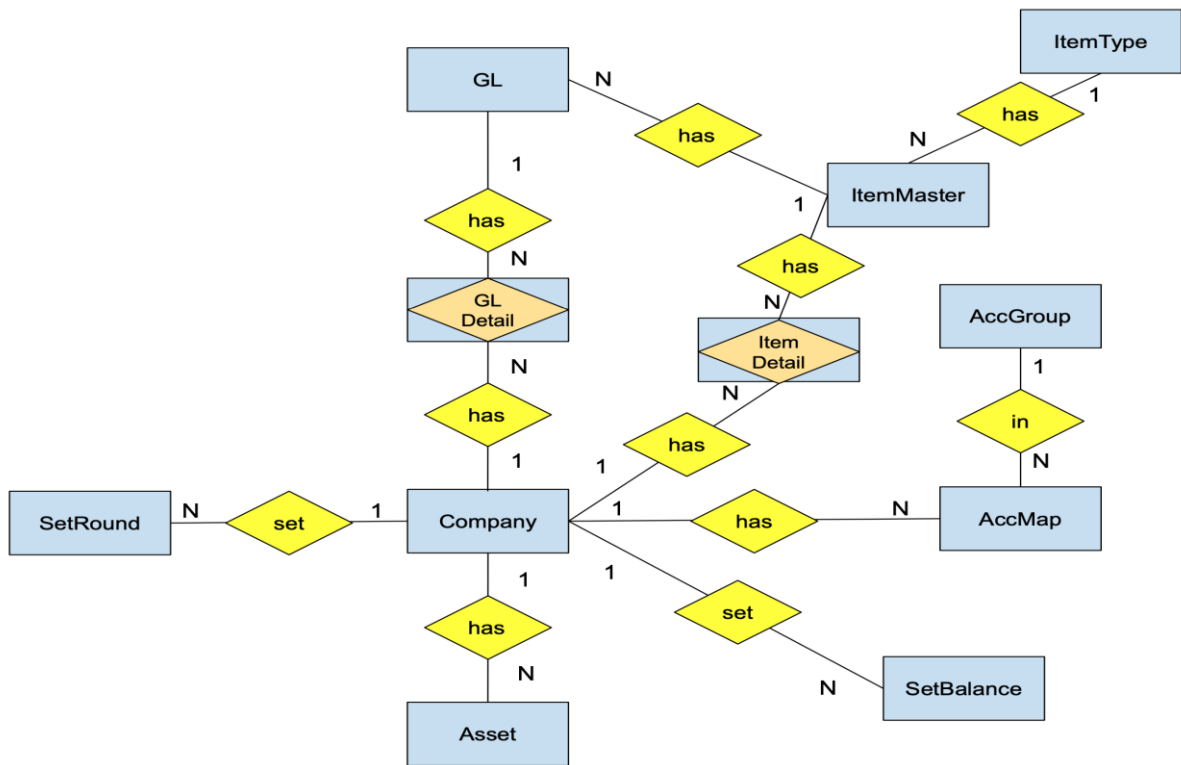 ItemType
GL
N
has
1
has
N
1
ItemMaster
1
has
has
N
N
GL
Detail
Item
Detail
AccGroup
1
N
N
has
has
in
1
1
N
SetRound
N
set
1
Company
1
has
N
AccMap
1
1
set
has
N
N
SetBalance
Asset